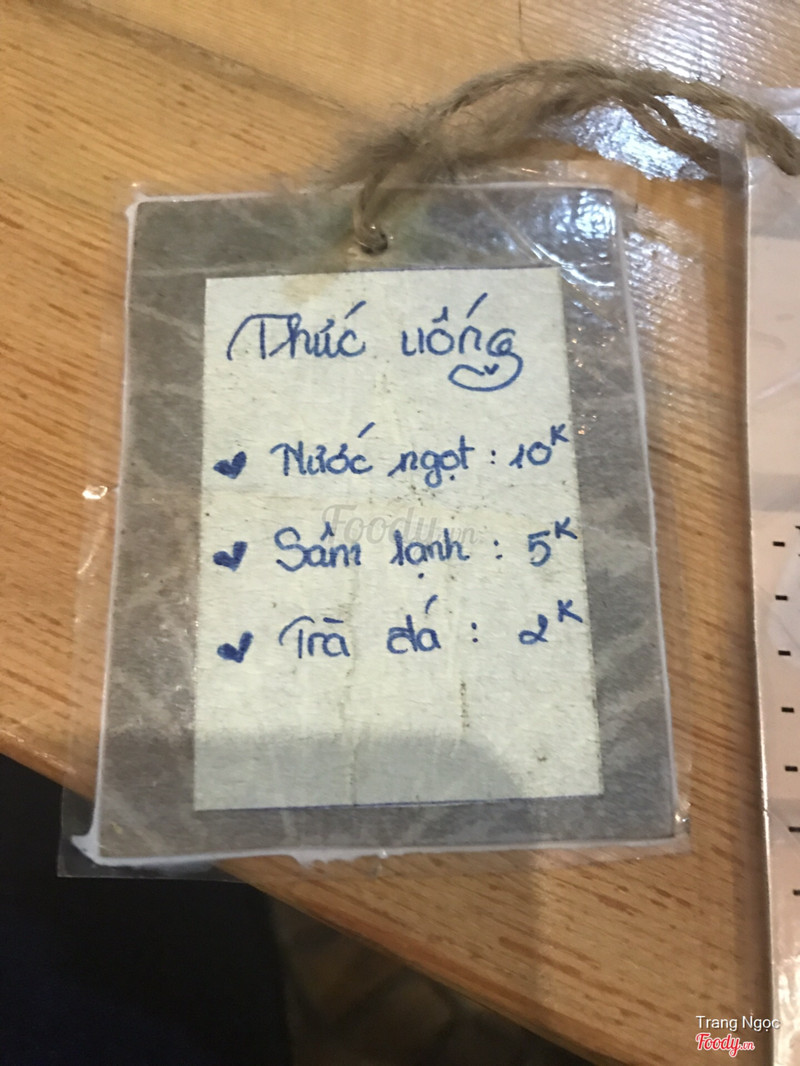 Thức uống
Nước ngọt : 10K
Sâm lạnh : 5K
Trà đá : 2K
Foody.vn
Trang Ngọc
Foody.vn